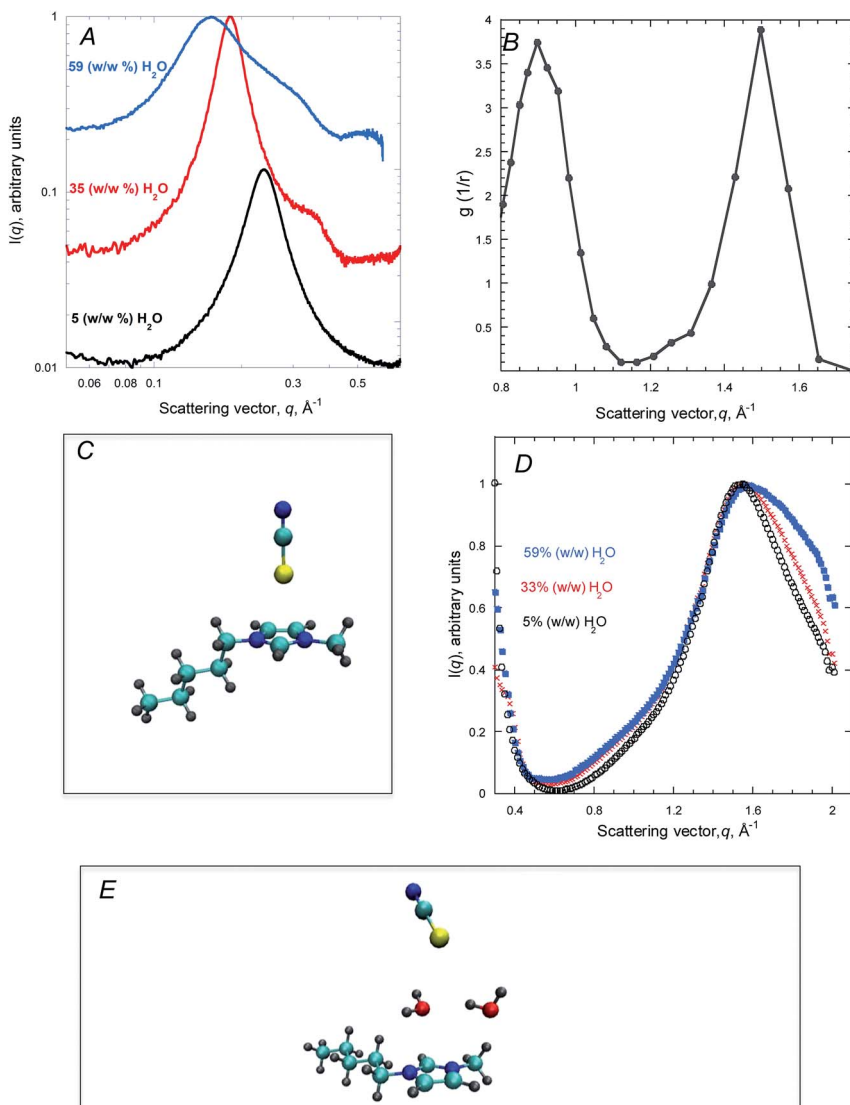 A
59 (w/w %) H2O
35 (w/w %) H2O
5 (w/w %) H2O
1
0.1
0.01
0.06 0.08 0.1 0.3 0.5
I(q), arbitrary units
Scattering vector, q, Å-1
B
4
3.5
3
2.5
2
1.5
1
0.5
0.8 1 1.2 1.4 1.6
g (1/r)
Scattering vector,q, Å-1
C
D
59% (w/w) H2O
33% (w/w) H2O
5% (w/w) H2O
1
0.8
0.6
0.4
0.2
0
0.4 0.8 1.2 1.6 2
I(q), arbitrary units
Scattering vector,q, Å-1
E